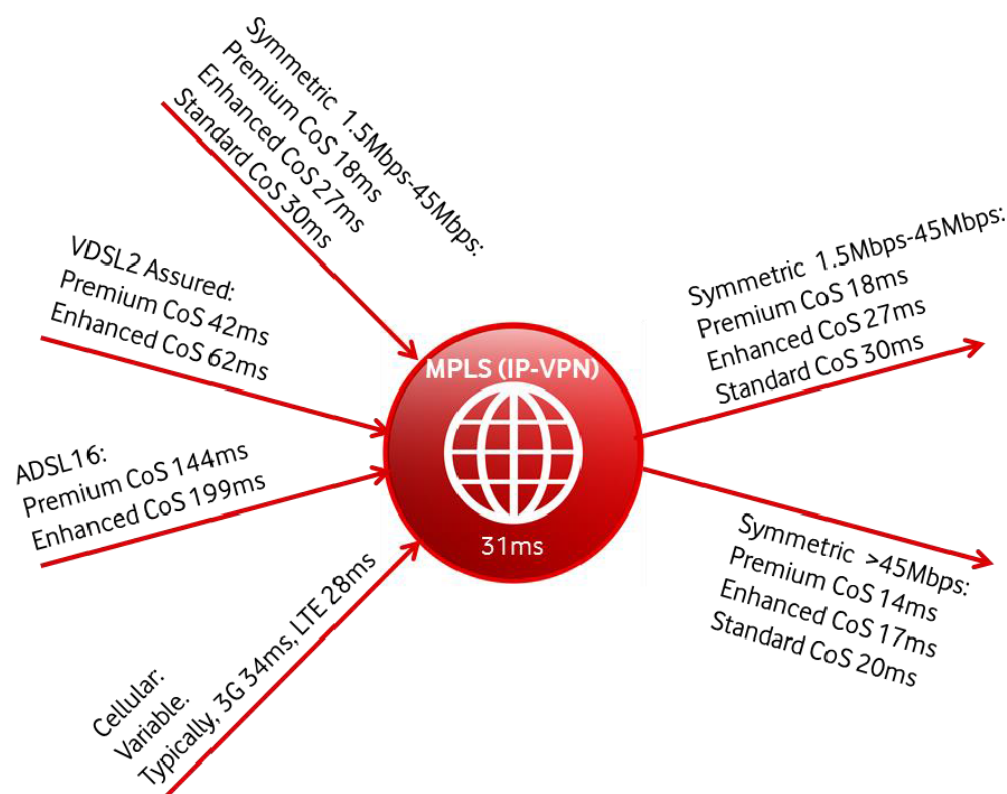 Symmetric 1.5Mbps-45Mbps:
Premium CoS 18ms
Enhanced CoS 27ms
Standard CoS 30ms
VDSL2 Assured:
Premium CoS 42ms
Enhanced CoS 62ms
ADSL16:
Premium CoS 144ms
Enhanced CoS 199ms
Cellular:
Variable.
Typically, 3G 34ms, LTE 28ms
MPLS (IP-VPN)
31ms
Symmetric 1.5Mbps-45Mbps:
Premium CoS 18ms
Enhanced CoS 27ms
Standard CoS 30ms
Symmetric >45Mbps:
Premium CoS 14ms
Enhanced CoS 17ms
Standard CoS 20ms